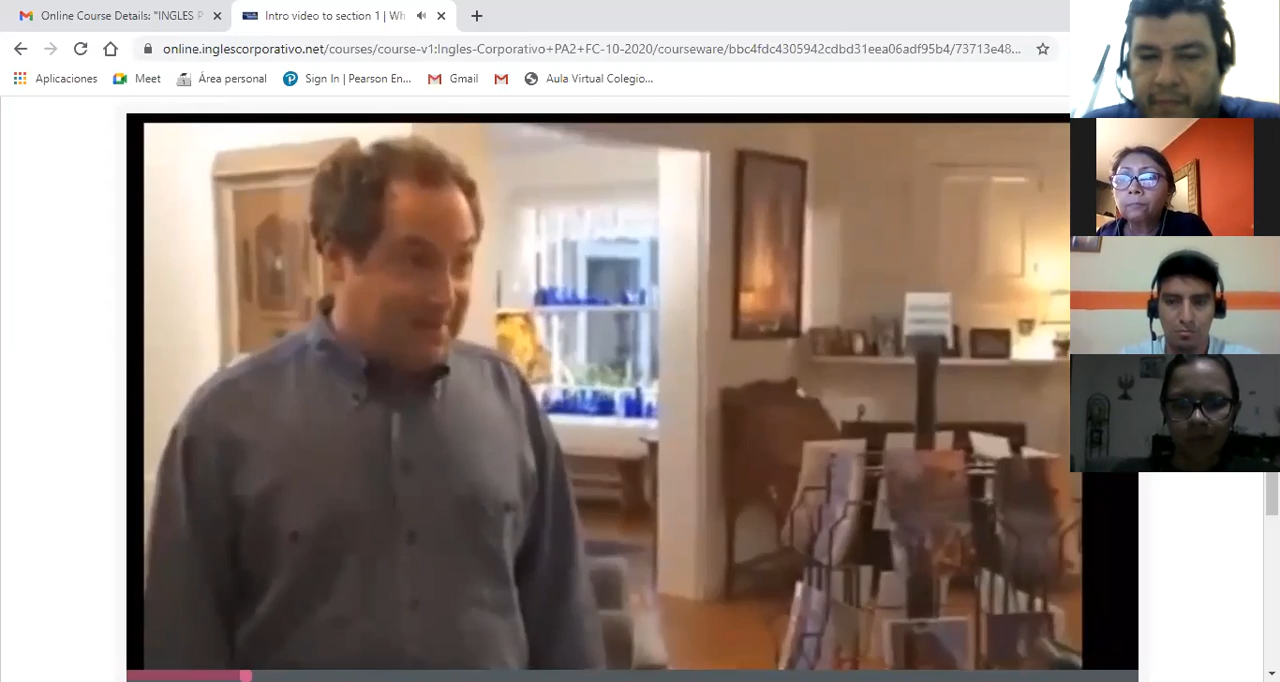 Online Course Details: "INGLES P
Intro video to section 1 | Wh
online.inglescorporativo.net/courses/course-v1:Ingles-Corporativo+PA2+FC-10-2020/courseware/bbc4fdc4305942cdbd31eea06adf95b4/73713e48...
Aplicaciones Meet Área personal Sign In | Pearson En... Gmail Aula Virtual Colegio...